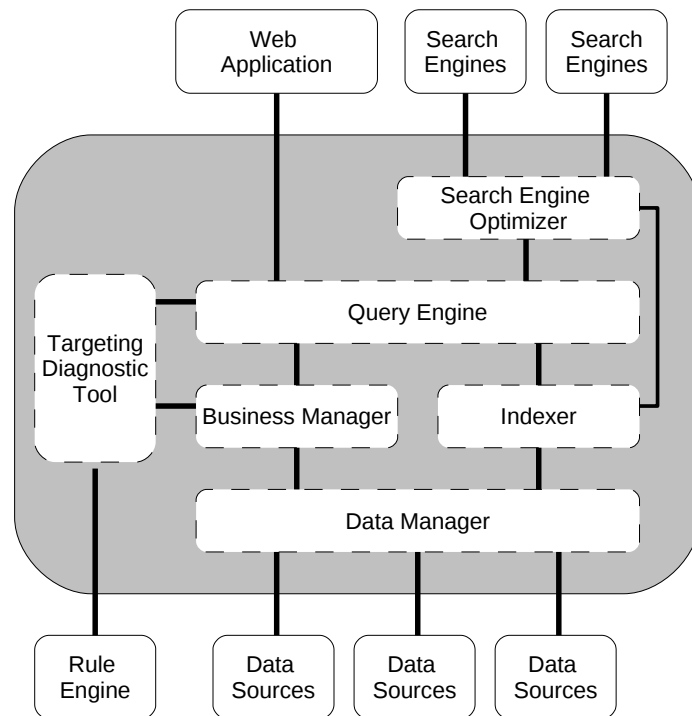 Web
Application
Search
Engines
Search
Engines
Search Engine
Optimizer
Query Engine
Targeting
Diagnostic
Tool
Business Manager
Indexer
Data Manager
Rule
Engine
Data
Sources
Data
Sources
Data
Sources